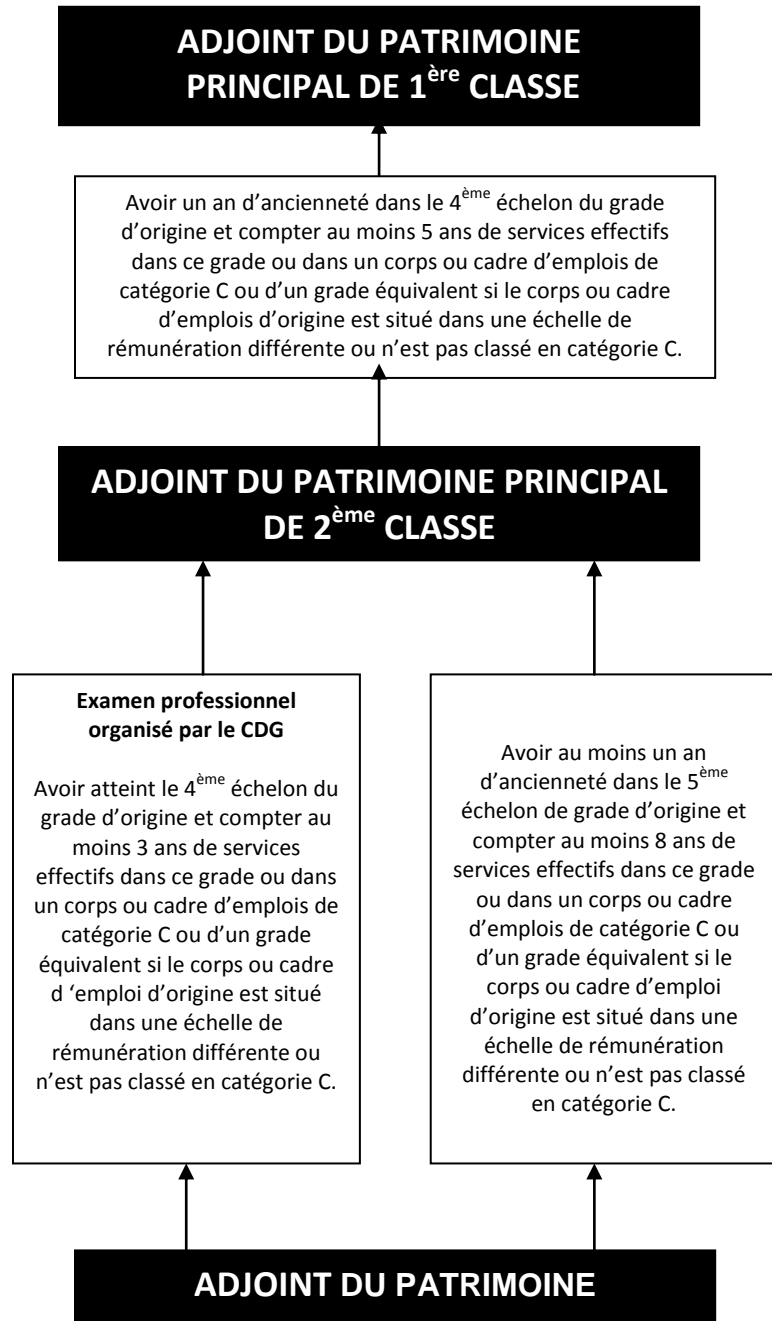 ADJOINT DU PATRIMOINE
PRINCIPAL DE 1ère CLASSE
Avoir un an d’ancienneté dans le 4ème échelon du grade
d’origine et compter au moins 5 ans de services effectifs
dans ce grade ou dans un corps ou cadre d’emplois de
catégorie C ou d’un grade équivalent si le corps ou cadre
d’emplois d’origine est situé dans une échelle de
rémunération différente ou n’est pas classé en catégorie C.
ADJOINT DU PATRIMOINE PRINCIPAL
DE 2ème CLASSE
Examen professionnel
organisé par le CDG
Avoir atteint le 4ème échelon du
grade d’origine et compter au
moins 3 ans de services
effectifs dans ce grade ou dans
un corps ou cadre d’emplois de
catégorie C ou d’un grade
équivalent si le corps ou cadre
d ‘emploi d’origine est situé
dans une échelle de
rémunération différente ou
n’est pas classé en catégorie C.
Avoir au moins un an
d’ancienneté dans le 5ème
échelon de grade d’origine et
compter au moins 8 ans de
services effectifs dans ce grade
ou dans un corps ou cadre
d’emplois de catégorie C ou
d’un grade équivalent si le
corps ou cadre d’emploi
d’origine est situé dans une
échelle de rémunération
différente ou n’est pas classé
en catégorie C.
ADJOINT DU PATRIMOINE